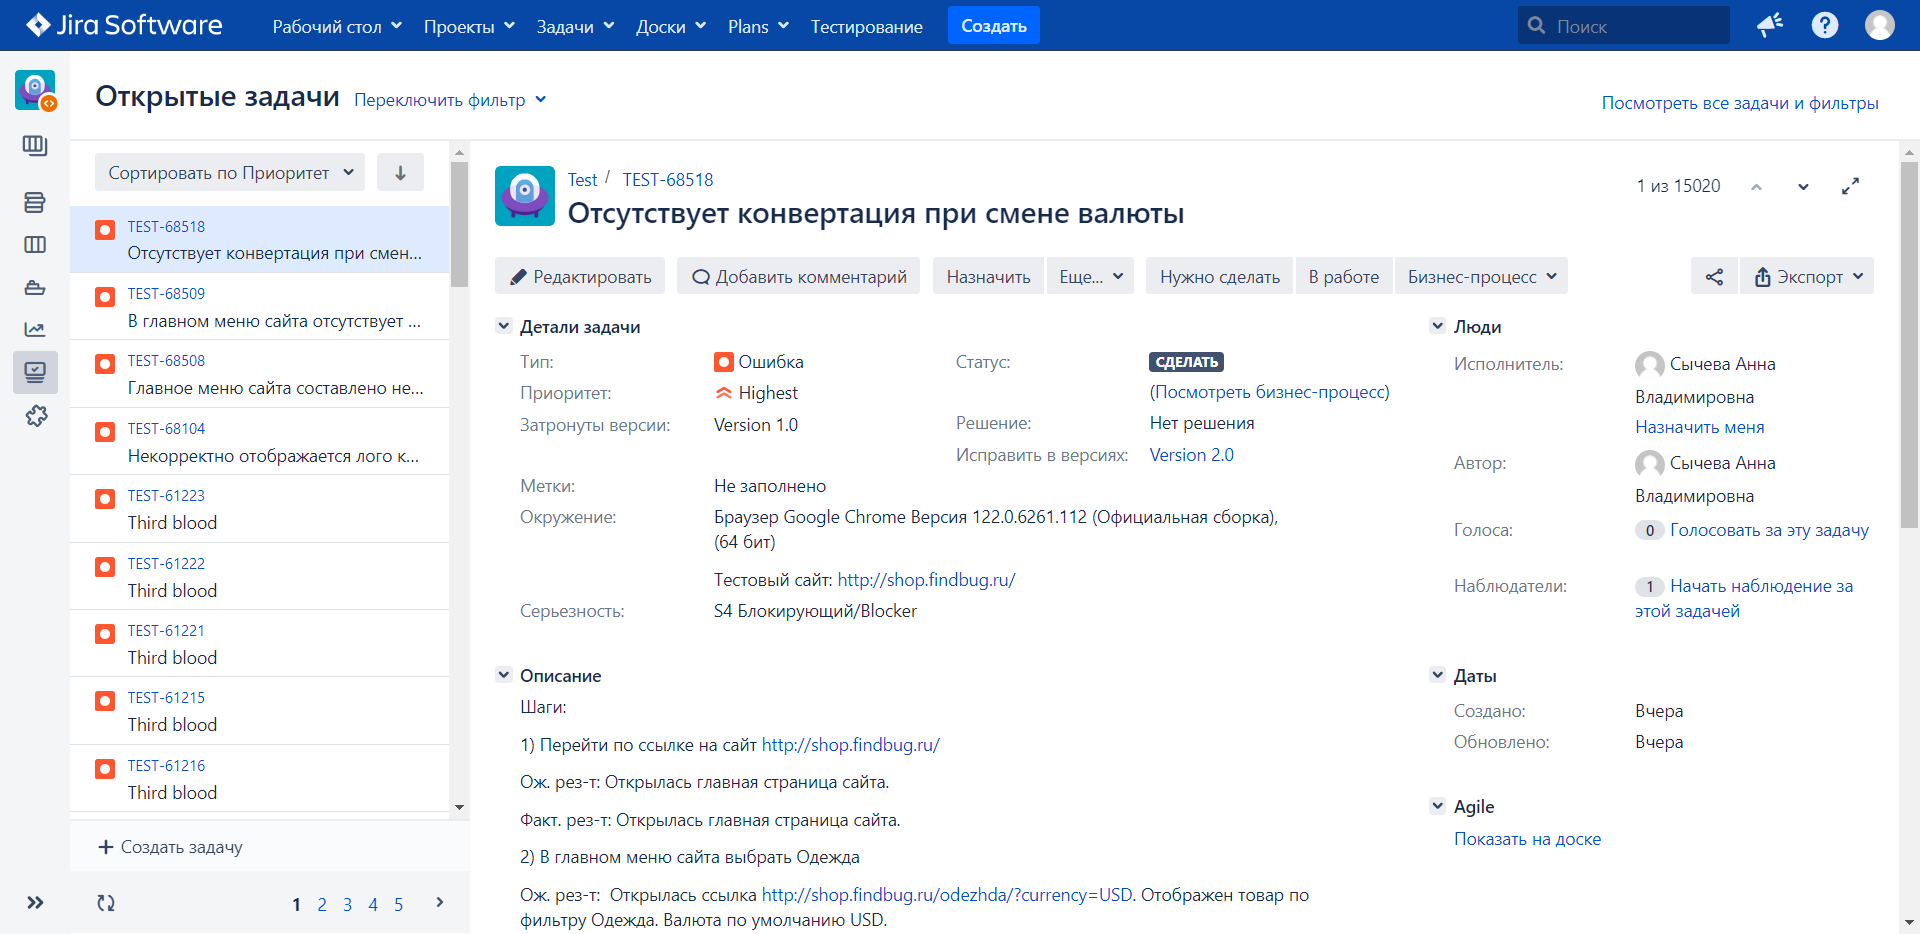 Jira Software
Рабочий стол
Проекты
Задачи
Доски
Plans
Тестирование
Создать
Поиск
Открытые задачи
Переключить фильтр
Посмотреть все задачи и фильтры
Сортировать по Приоритет
TEST-68518
Отсутствует конвертация при смен...
TEST-68509
В главном меню сайта отсутствует ...
TEST-68508
Главное меню сайта составлено не...
TEST-68104
Некорректно отображается лого к...
TEST-61223
Third blood
TEST-61222
Third blood
TEST-61221
Third blood
TEST-61215
Third blood
TEST-61216
Third blood
Создать задачу
1 2 3 4 5
Test / TEST-68518
Отсутствует конвертация при смене валюты
1 из 15020
Редактировать
Добавить комментарий
Назначить
Еще...
Нужно сделать
В работе
Бизнес-процесс
Экспорт
Детали задачи
Тип: Ошибка
Приоритет: Highest
Затронуты версии: Version 1.0
Статус: СДЕЛАТЬ
(Посмотреть бизнес-процесс)
Решение: Нет решения
Исправить в версиях: Version 2.0
Метки: Не заполнено
Окружение: Браузер Google Chrome Версия 122.0.6261.112 (Официальная сборка),
(64 бит)
Тестовый сайт: http://shop.findbug.ru/
Серьезность: S4 Блокирующий/Blocker
Описание
Шаги:
1) Перейти по ссылке на сайт http://shop.findbug.ru/
Ож. рез-т: Открылась главная страница сайта.
Факт. рез-т: Открылась главная страница сайта.
2) В главном меню сайта выбрать Одежда
Ож. рез-т: Открылась ссылка http://shop.findbug.ru/odezhda/?currency=USD. Отображен товар по
фильтру Одежда. Валюта по умолчанию USD.
Люди
Исполнитель: Сычева Анна
Владимировна
Назначить меня
Автор: Сычева Анна
Владимировна
Голоса: 0 Голосовать за эту задачу
Наблюдатели: 1 Начать наблюдение за
этой задачей
Даты
Создано: Вчера
Обновлено: Вчера
Agile
Показать на доске